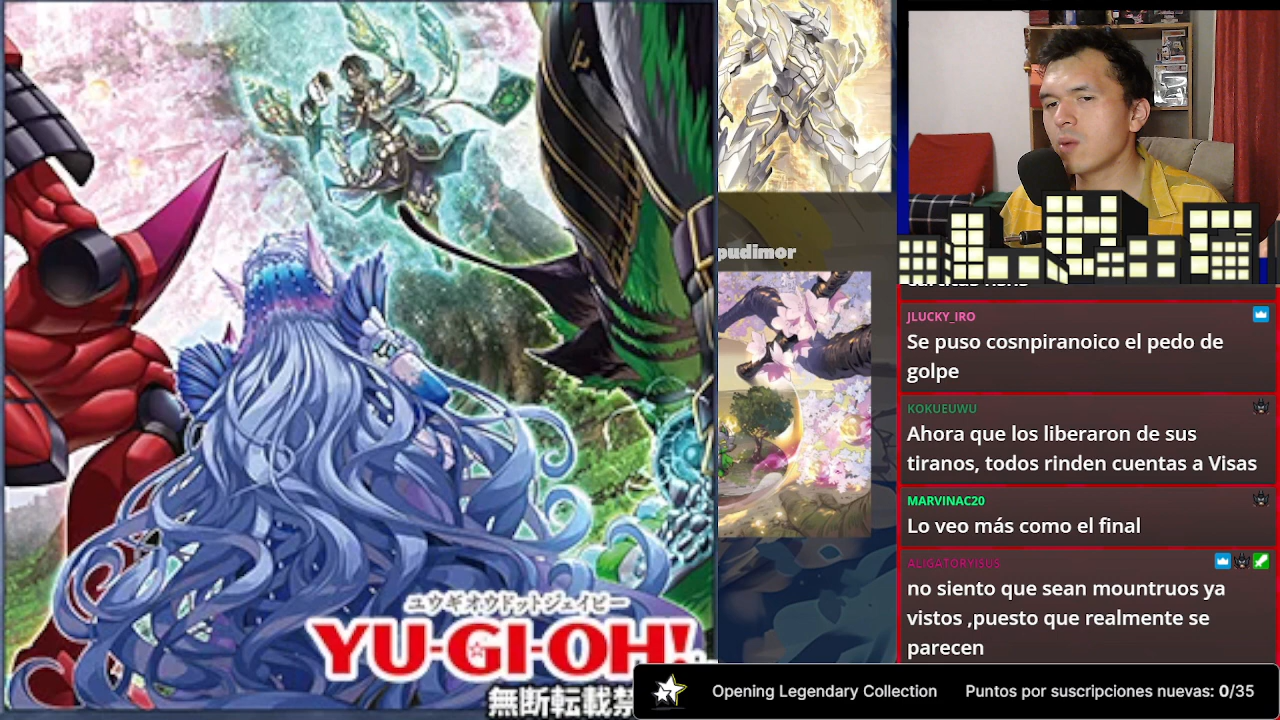 pudimor
JLUCKY_IRO
Se puso cosnpiranoico el pedo de
golpe
KOKUEUWU
Ahora que los liberaron de sus
tiranos, todos rinden cuentas a Visas
MARVINAC20
Lo veo más como el final
ALIGATORYISUS
no siento que sean mountruos ya
vistos ,puesto que realmente se
parecen
ユウギオウドットジェイピー
YU-GI-OH!
無断転載禁
Opening Legendary Collection
Puntos por suscripciones nuevas: 0/35